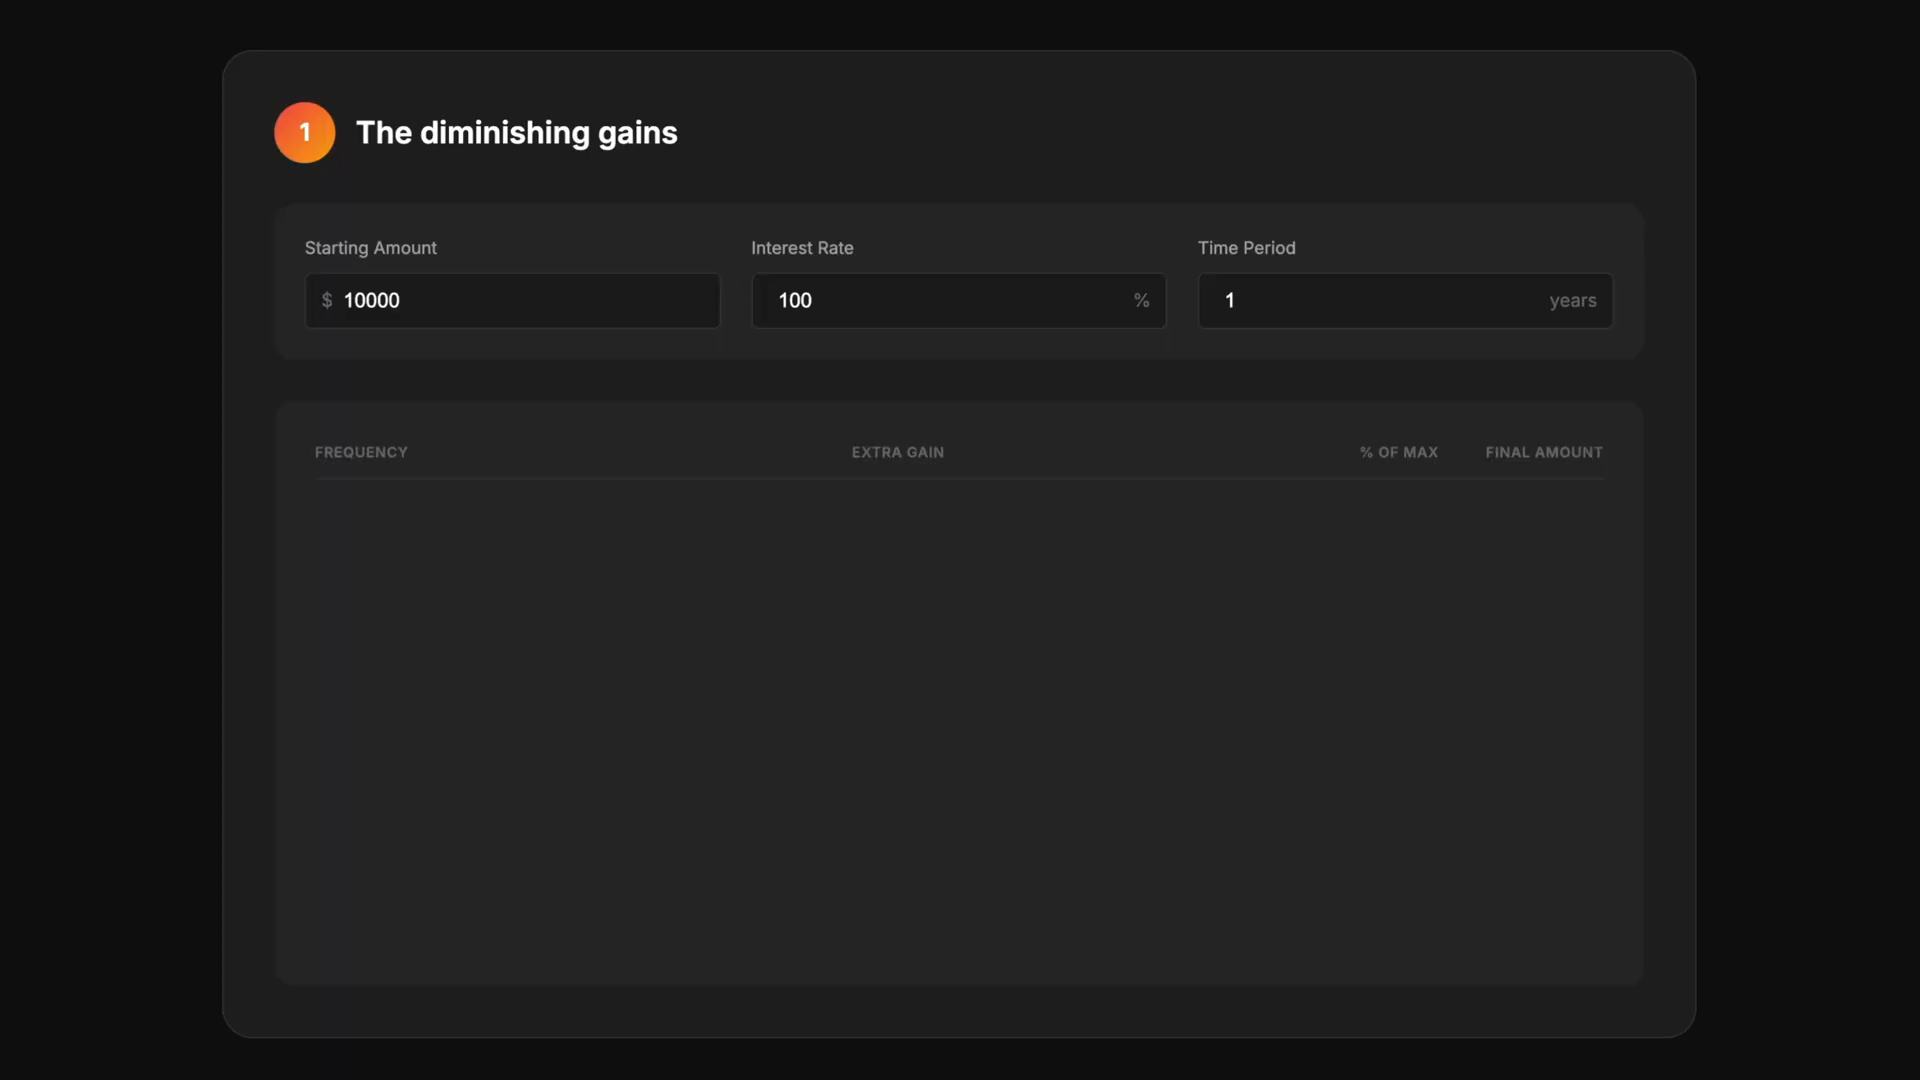 1 The diminishing gains
Starting Amount Interest Rate Time Period
$ 10000 100 % 1 years
FREQUENCY EXTRA GAIN % OF MAX FINAL AMOUNT